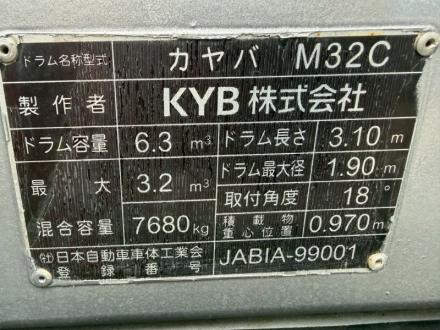 ドラム名称型式 カヤバ M32C
製作者 KYB株式会社
ドラム容量 6.3 m³ ドラム長さ 3.10 m
最大 3.2 m³ ドラム最大径 1.90 m
混合容量 7680kg 取付角度 18°
積載物重心位置 0.970m
(社)日本自動車車体工業会
登録番号 JABIA-99001